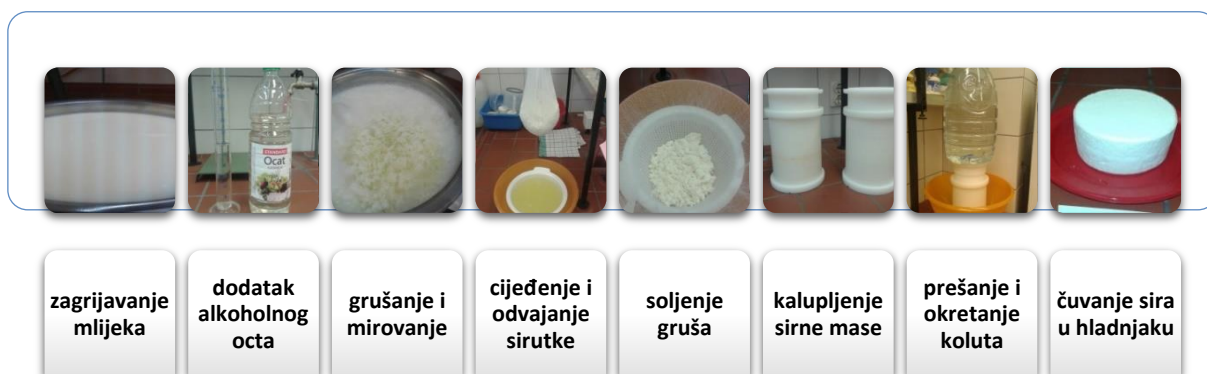 Ocat
zagrijavanje
mlijeka
dodatak
alkoholnog
octa
grušanje i
mirovanje
cijeđenje i
odvajanje
sirutke
soljenje
gruša
kalupljenje
sirne mase
prešanje i
okretanje
koluta
čuvanje sira
u hladnjaku